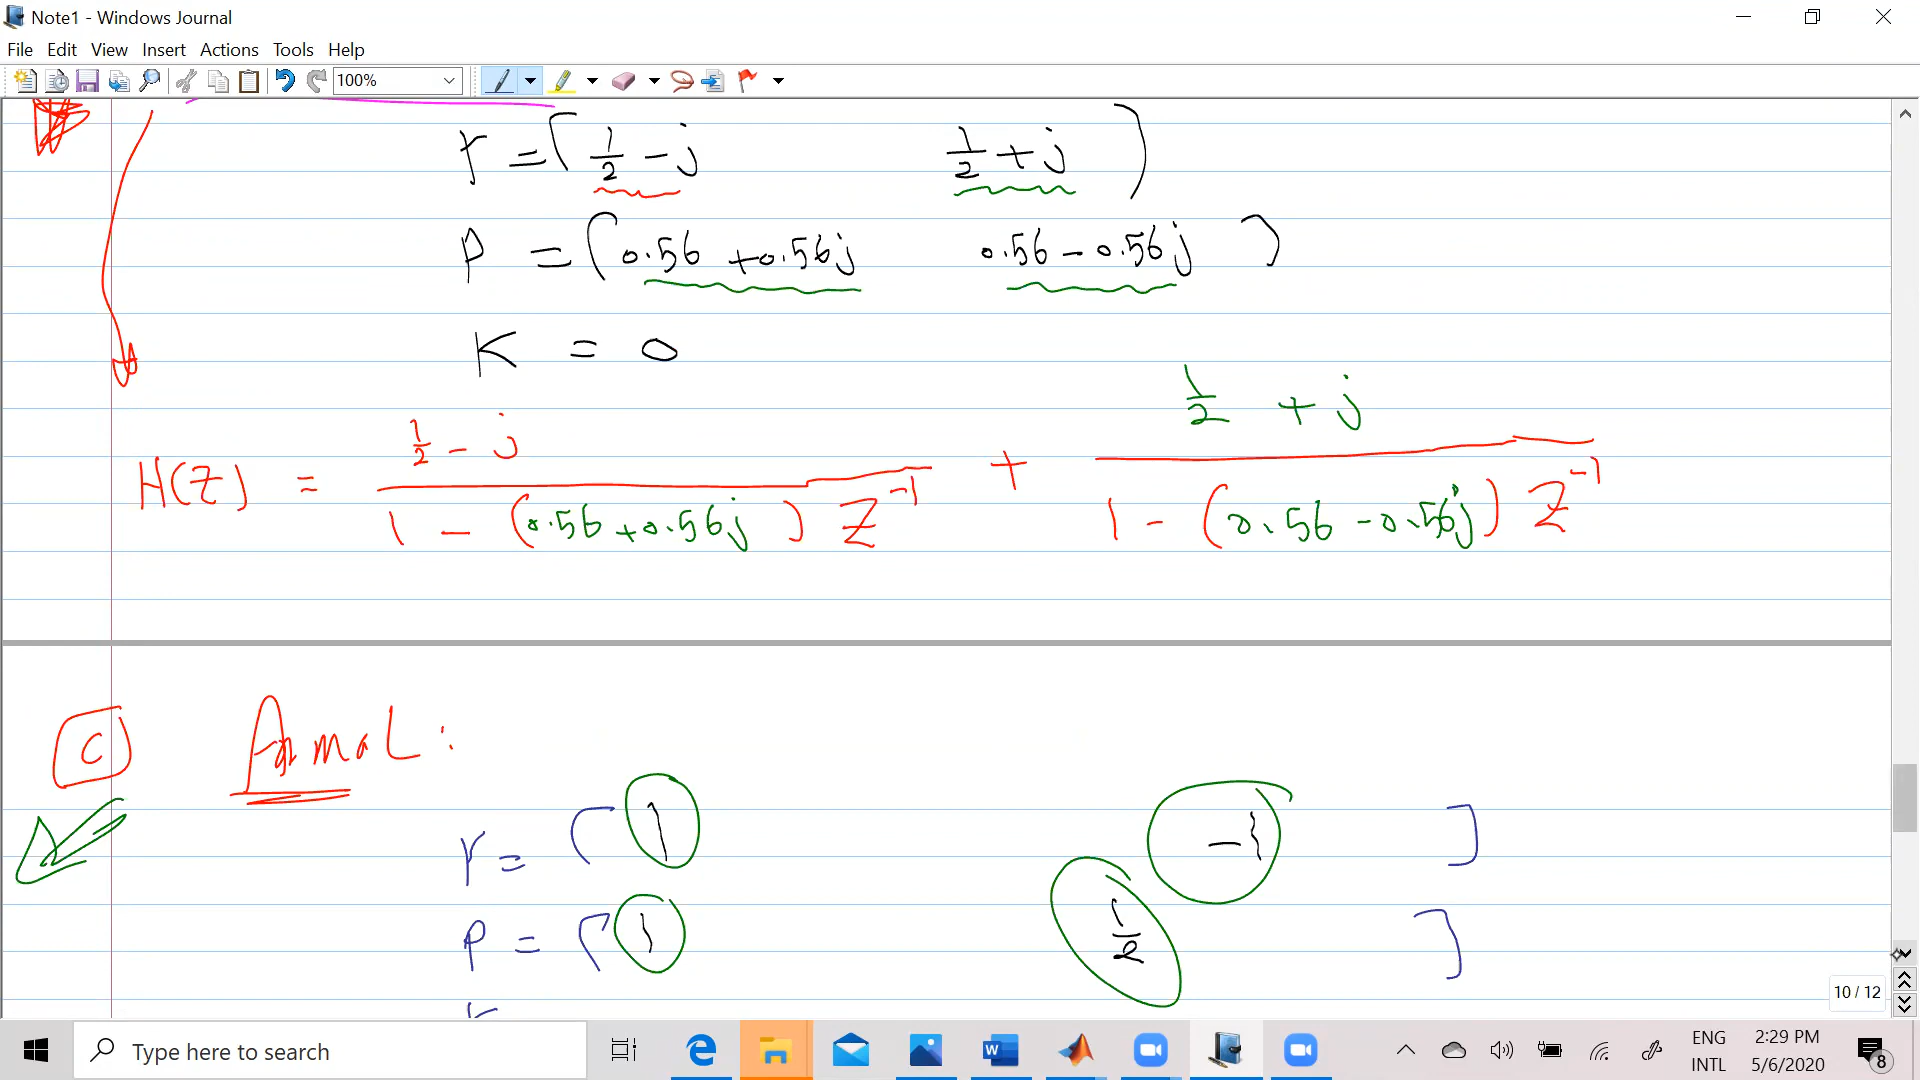 Note1 - Windows Journal
File Edit View Insert Actions Tools Help
100%
r = [ 1/2 - j 1/2 + j ]
P = [ 0.56 + 0.56j 0.56 - 0.56j ]
K = 0
H(Z) = (1/2 - j) / (1 - (0.56 + 0.56j) Z^-1) + (1/2 + j) / (1 - (0.56 - 0.56j) Z^-1)
C
r = [ 1 -1 ]
P = [ 1 1/2 ]
10 / 12
Type here to search
ENG
INTL
2:29 PM
5/6/2020
8